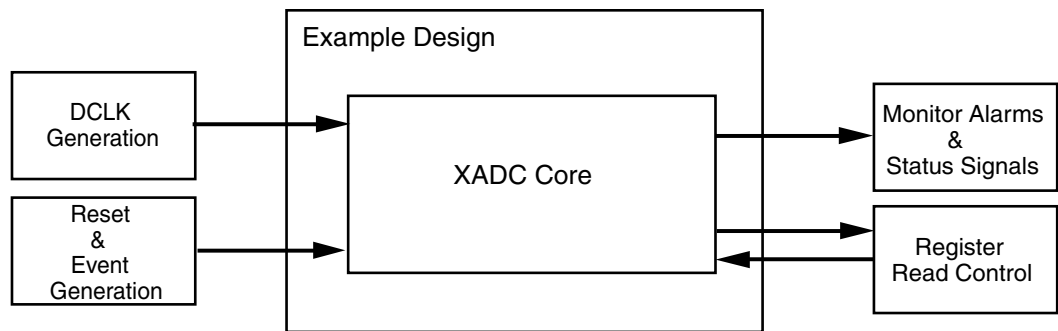 Example Design
DCLK
Generation
XADC Core
Monitor Alarms
&
Status Signals
Reset
&
Event
Generation
Register
Read Control